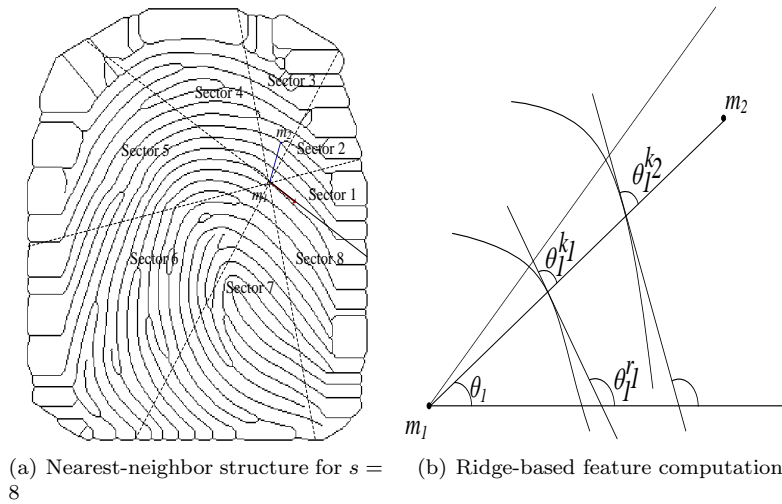 Sector 3
Sector 4
m₂
Sector 2
Sector 5
m₁
Sector 1
Sector 6
Sector 8
Sector 7
m₂
θ₁ᵏ2
θ₁ᵏ1
θ₁
θ₁ʳ1
m₁
(a) Nearest-neighbor structure for s =
8
(b) Ridge-based feature computation